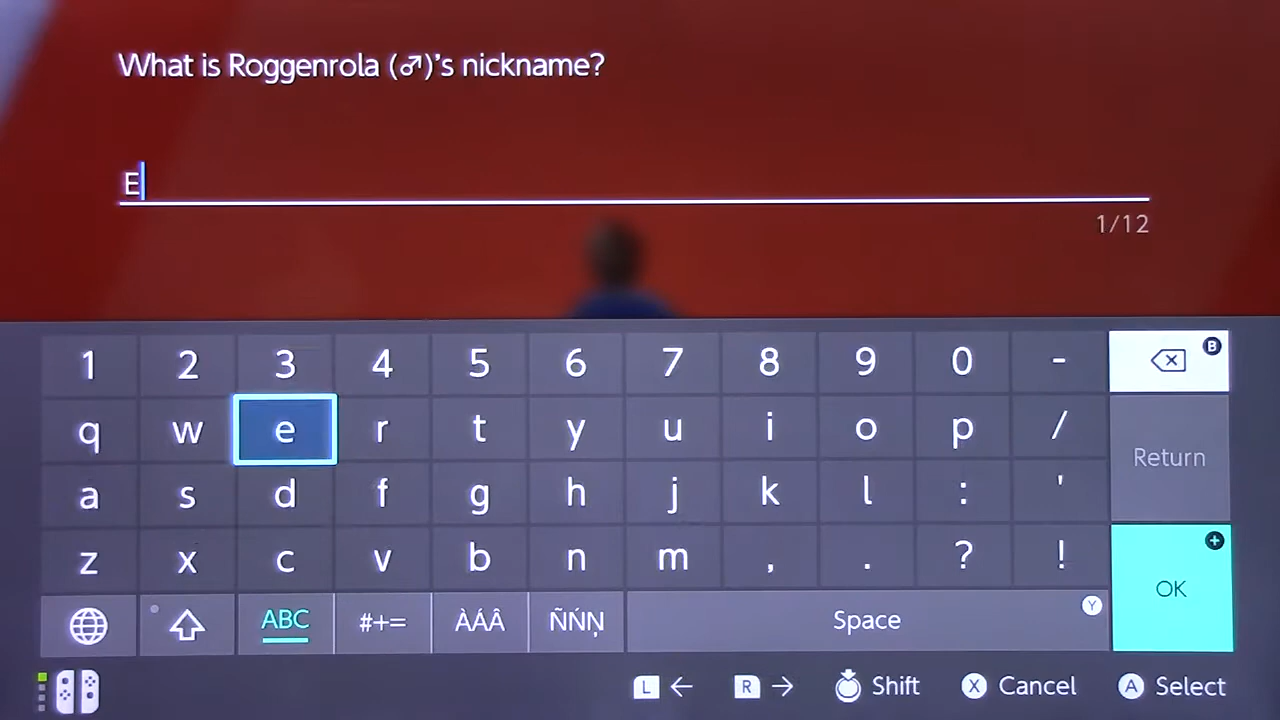 What is Roggenrola (♂)'s nickname?
E
1/12
1 2 3 4 5 6 7 8 9 0 - B
q w e r t y u i o p / Return
a s d f g h j k l : '
z x c v b n m , . ? ! + OK
ABC #+= ÀÁÂ ÑŃŅ Space Y
L ← R → Shift X Cancel A Select